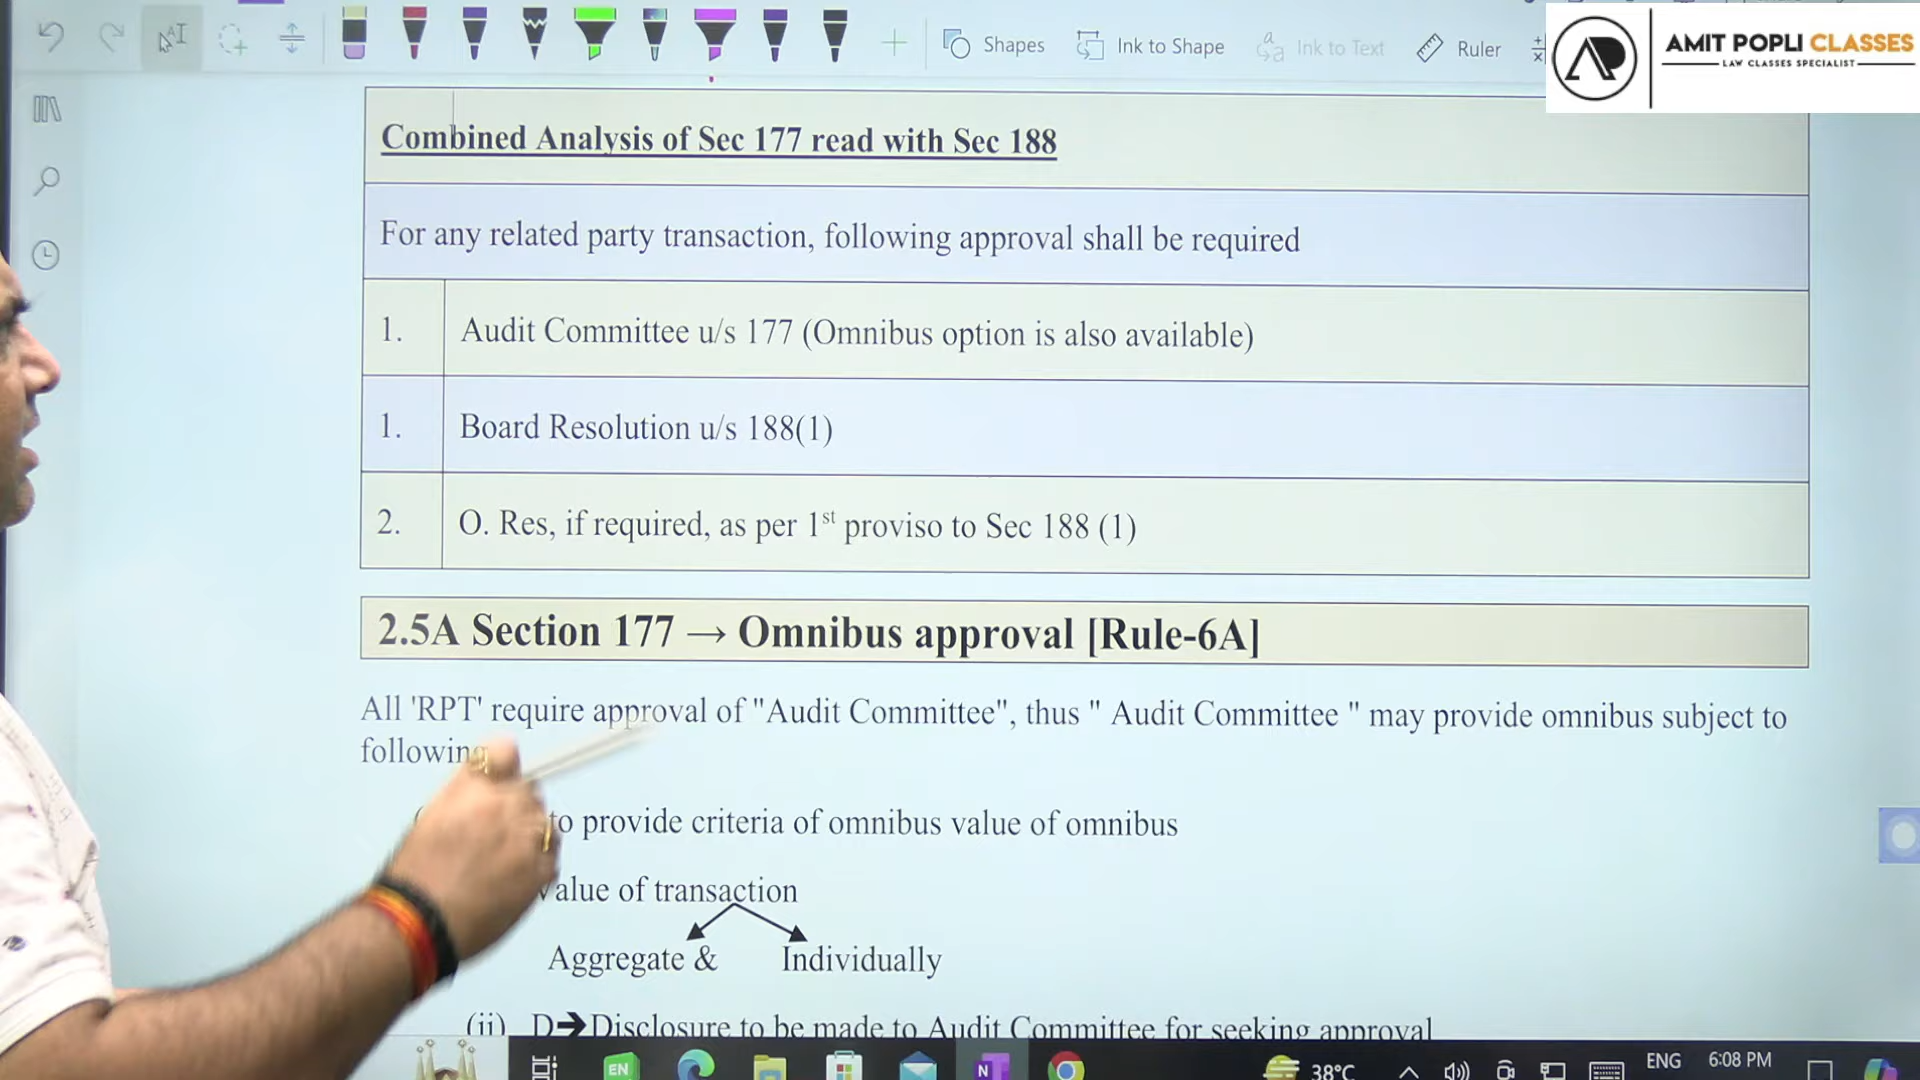 Shapes Ink to Shape Ink to Text Ruler
AMIT POPLI CLASSES
LAW CLASSES SPECIALIST
Combined Analysis of Sec 177 read with Sec 188
For any related party transaction, following approval shall be required
1. Audit Committee u/s 177 (Omnibus option is also available)
1. Board Resolution u/s 188(1)
2. O. Res, if required, as per 1st proviso to Sec 188 (1)
2.5A Section 177 → Omnibus approval [Rule-6A]
All 'RPT' require approval of "Audit Committee", thus " Audit Committee " may provide omnibus subject to
following
to provide criteria of omnibus value of omnibus
Value of transaction
Aggregate & Individually
(ii) D➔Disclosure to be made to Audit Committee for seeking approval
EN N 38°C ENG 6:08 PM